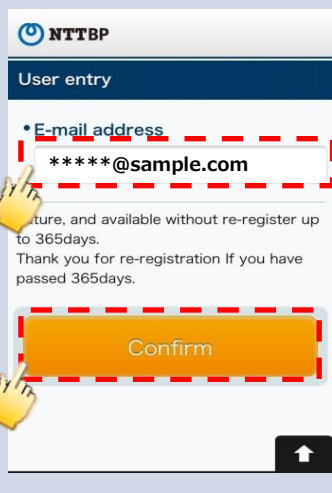 NTTBP
User entry
• E-mail address
*****@sample.com
ture, and available without re-register up
to 365days.
Thank you for re-registration If you have
passed 365days.
Confirm